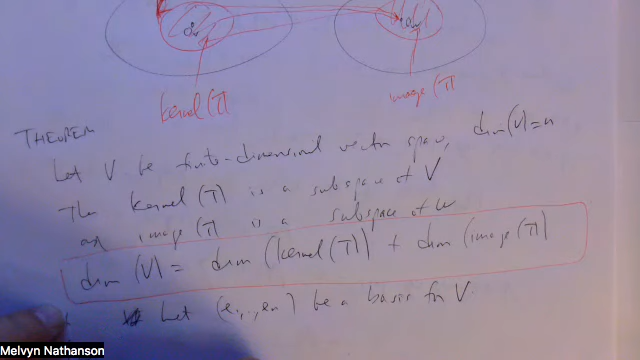 kernel(T)
image(T)
THEOREM
Let V be finite-dimensional vector space, dim(V)=n
The kernel(T) is a subspace of V
and image(T) is a subspace of W
dim(V) = dim(kernel(T)) + dim(image(T))
Let (e1,..,en) be a basis for V.
Melvyn Nathanson